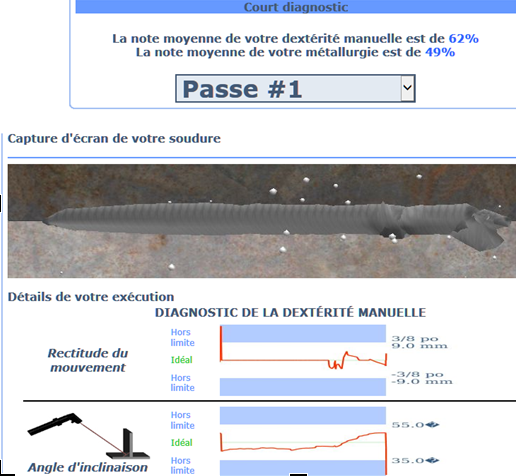 Court diagnostic
La note moyenne de votre dextérité manuelle est de 62%
La note moyenne de votre métallurgie est de 49%
Passe #1
Capture d'écran de votre soudure
Détails de votre exécution
DIAGNOSTIC DE LA DEXTÉRITÉ MANUELLE
Rectitude du
mouvement
Hors
limite
Idéal
Hors
limite
3/8 po
9.0 mm
-3/8 po
-9.0 mm
Angle d'inclinaison
Hors
limite
Idéal
Hors
limite
55.0�
35.0�